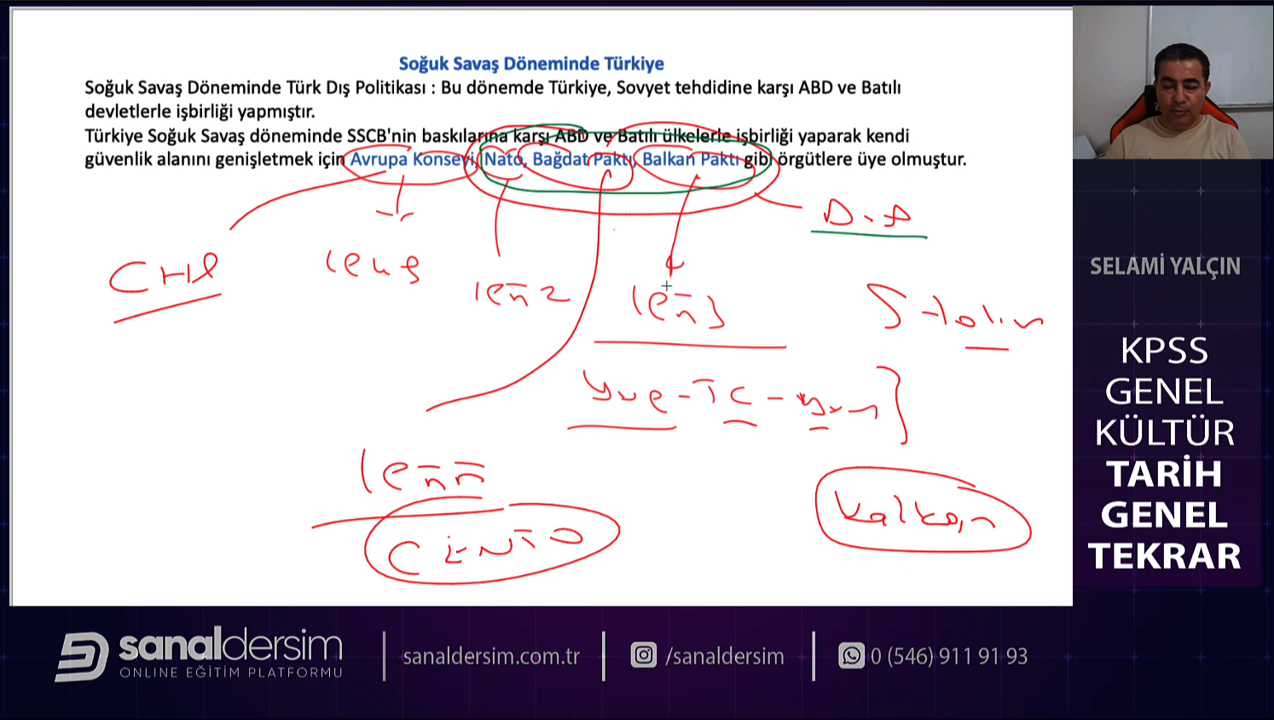 Soğuk Savaş Döneminde Türkiye
Soğuk Savaş Döneminde Türk Dış Politikası : Bu dönemde Türkiye, Sovyet tehdidine karşı ABD ve Batılı
devletlerle işbirliği yapmıştır.
Türkiye Soğuk Savaş döneminde SSCB'nin baskılarına karşı ABD ve Batılı ülkelerle işbirliği yaparak kendi
güvenlik alanını genişletmek için Avrupa Konseyi, Nato, Bağdat Paktı, Balkan Paktı gibi örgütlere üye olmuştur.
D.P
CHP
Stalin
TC
CENTO
SELAMİ YALÇIN
KPSS
GENEL
KÜLTÜR
TARİH
GENEL
TEKRAR
sanaldersim
ONLINE EĞİTİM PLATFORMU
sanaldersim.com.tr
/sanaldersim
0 (546) 911 91 93